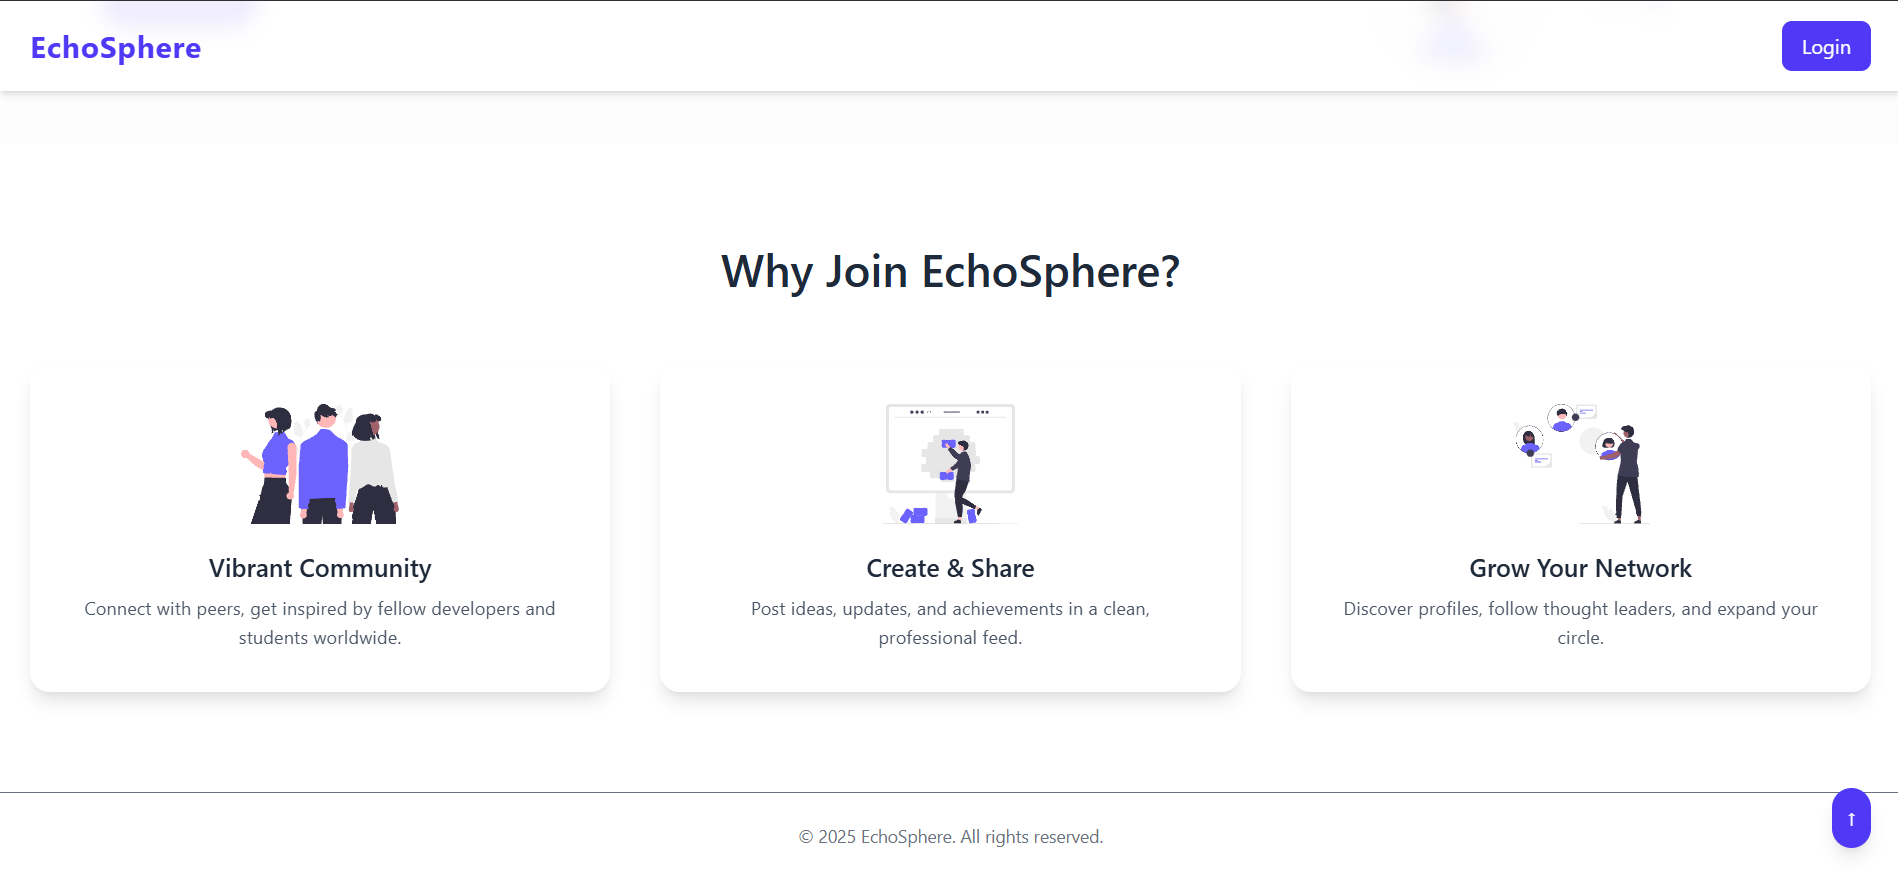 EchoSphere
Login
Why Join EchoSphere?
Vibrant Community
Connect with peers, get inspired by fellow developers and
students worldwide.
Create & Share
Post ideas, updates, and achievements in a clean,
professional feed.
Grow Your Network
Discover profiles, follow thought leaders, and expand your
circle.
© 2025 EchoSphere. All rights reserved.
↑